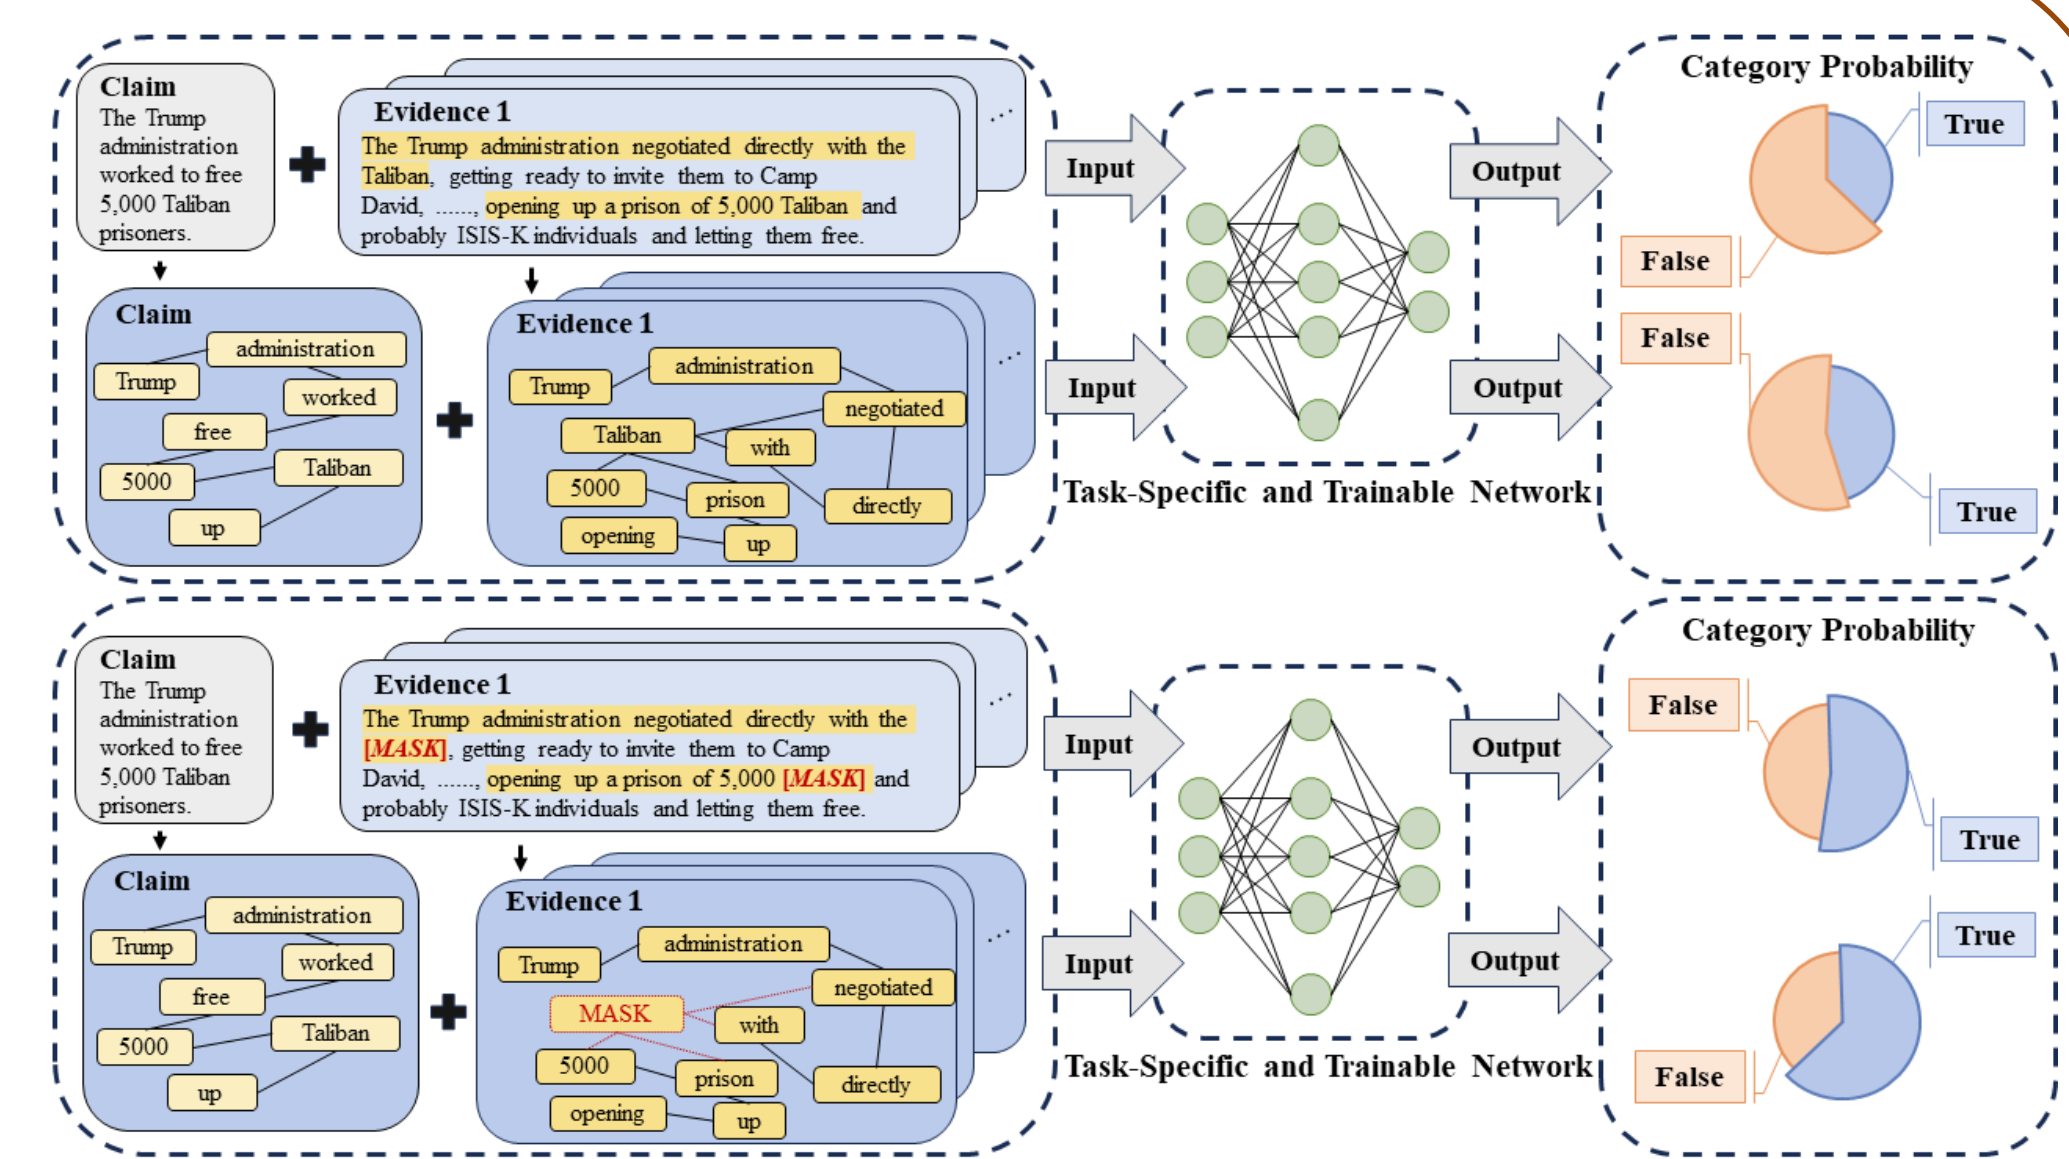 Claim
The Trump
administration
worked to free
5,000 Taliban
prisoners.
Evidence 1
The Trump administration negotiated directly with the
Taliban, getting ready to invite them to Camp
David, ......, opening up a prison of 5,000 Taliban and
probably ISIS-K individuals and letting them free.
...
Claim
administration
Trump
worked
free
Taliban
5000
up
Evidence 1
administration
Trump
negotiated
Taliban
with
5000
prison
directly
opening
up
...
Input
Input
Task-Specific and Trainable Network
Output
Output
Category Probability
True
False
False
True
Claim
The Trump
administration
worked to free
5,000 Taliban
prisoners.
Evidence 1
The Trump administration negotiated directly with the
[MASK], getting ready to invite them to Camp
David, ......, opening up a prison of 5,000 [MASK] and
probably ISIS-K individuals and letting them free.
...
Claim
administration
Trump
worked
free
Taliban
5000
up
Evidence 1
administration
Trump
negotiated
MASK
with
5000
prison
directly
opening
up
...
Input
Input
Task-Specific and Trainable Network
Output
Output
Category Probability
False
True
True
False